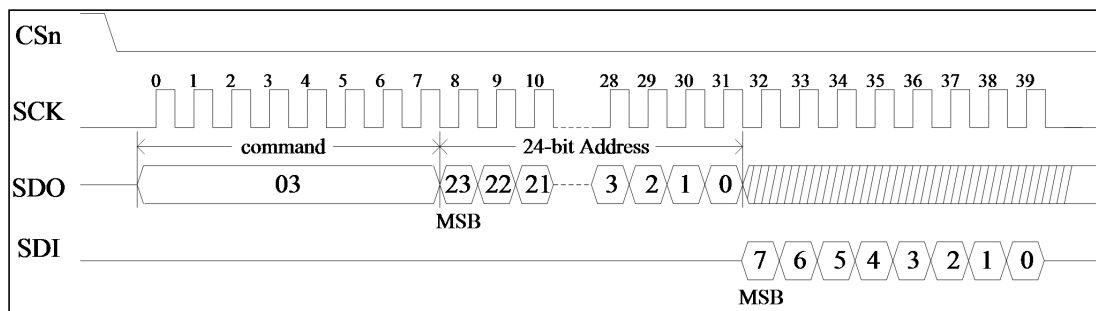 CSn
0 1 2 3 4 5 6 7 8 9 10 28 29 30 31 32 33 34 35 36 37 38 39
SCK
command 24-bit Address
SDO 03 23 22 21 3 2 1 0
MSB
SDI 7 6 5 4 3 2 1 0
MSB